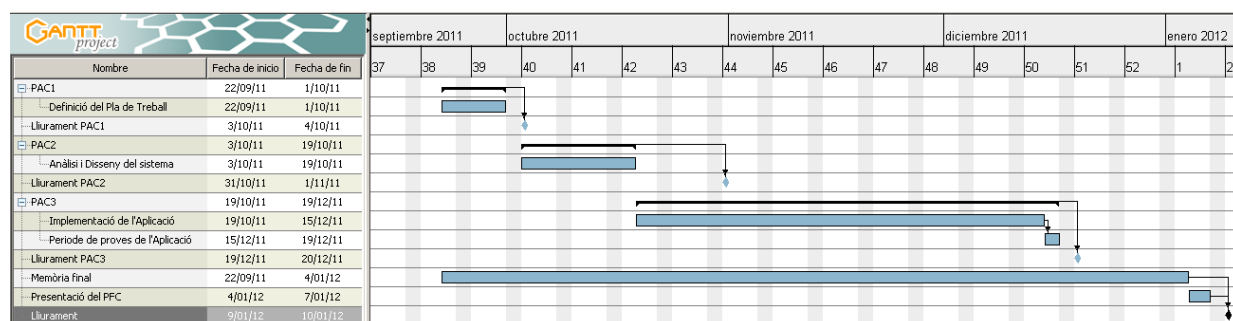 GANTT
project
septiembre 2011 octubre 2011 noviembre 2011 diciembre 2011 enero 2012
Nombre Fecha de inicio Fecha de fin 37 38 39 40 41 42 43 44 45 46 47 48 49 50 51 52 1 2
PAC1 22/09/11 1/10/11
Definició del Pla de Treball 22/09/11 1/10/11
Lliurament PAC1 3/10/11 4/10/11
PAC2 3/10/11 19/10/11
Anàlisi i Disseny del sistema 3/10/11 19/10/11
Lliurament PAC2 31/10/11 1/11/11
PAC3 19/10/11 19/12/11
Implementació de l'Aplicació 19/10/11 15/12/11
Periode de proves de l'Aplicació 15/12/11 19/12/11
Lliurament PAC3 19/12/11 20/12/11
Memòria final 22/09/11 4/01/12
Presentació del PFC 4/01/12 7/01/12
Lliurament 9/01/12 10/01/12